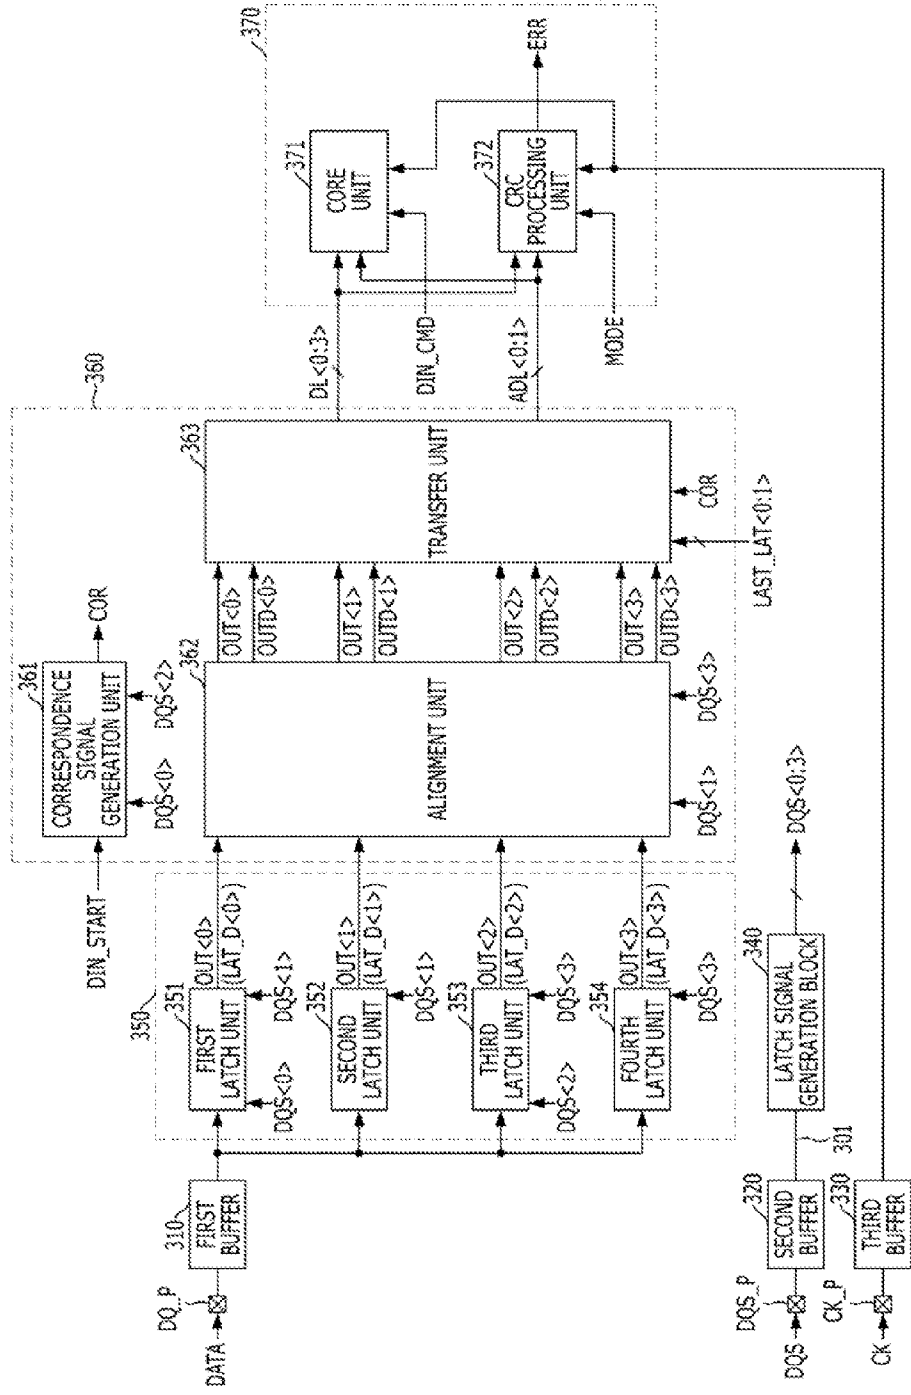 370
371
CORE
UNIT
372
CRC
PROCESSING
UNIT
ERR
DL<0:3>
DIN_CMD
ADL<0:1>
MODE
360
361
CORRESPONDENCE
SIGNAL
GENERATION UNIT
COR
DIN_START
DQS<0>
DQS<2>
363
TRANSFER UNIT
COR
LAST_LAT<0:1>
OUT<0>
OUTD<0>
OUT<1>
OUTD<1>
OUT<2>
OUTD<2>
OUT<3>
OUTD<3>
362
ALIGNMENT UNIT
DQS<1>
DQS<3>
350
351
FIRST
LATCH UNIT
OUT<0>
(LAT_D<0>)
DQS<0>
DQS<1>
352
SECOND
LATCH UNIT
OUT<1>
(LAT_D<1>)
DQS<1>
353
THIRD
LATCH UNIT
OUT<2>
(LAT_D<2>)
DQS<2>
DQS<3>
354
FOURTH
LATCH UNIT
OUT<3>
(LAT_D<3>)
DQS<3>
310
FIRST
BUFFER
DQ_P
DATA
340
LATCH SIGNAL
GENERATION BLOCK
DQS<0:3>
301
320
SECOND
BUFFER
DQS_P
DQS
330
THIRD
BUFFER
CK_P
CK